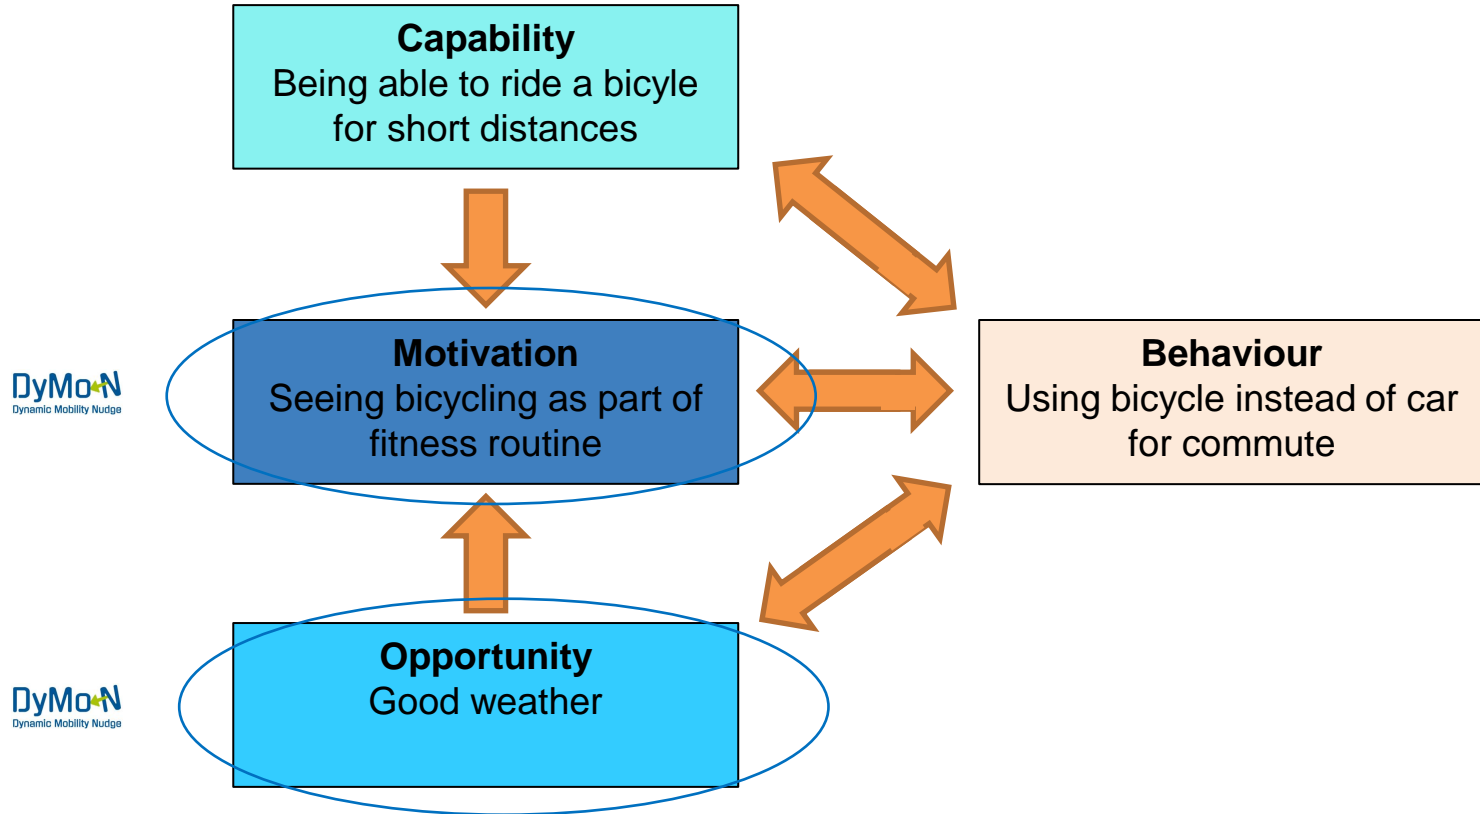 Capability
Being able to ride a bicyle
for short distances
DyMoN
Dynamic Mobility Nudge
Motivation
Seeing bicycling as part of
fitness routine
Behaviour
Using bicycle instead of car
for commute
DyMoN
Dynamic Mobility Nudge
Opportunity
Good weather